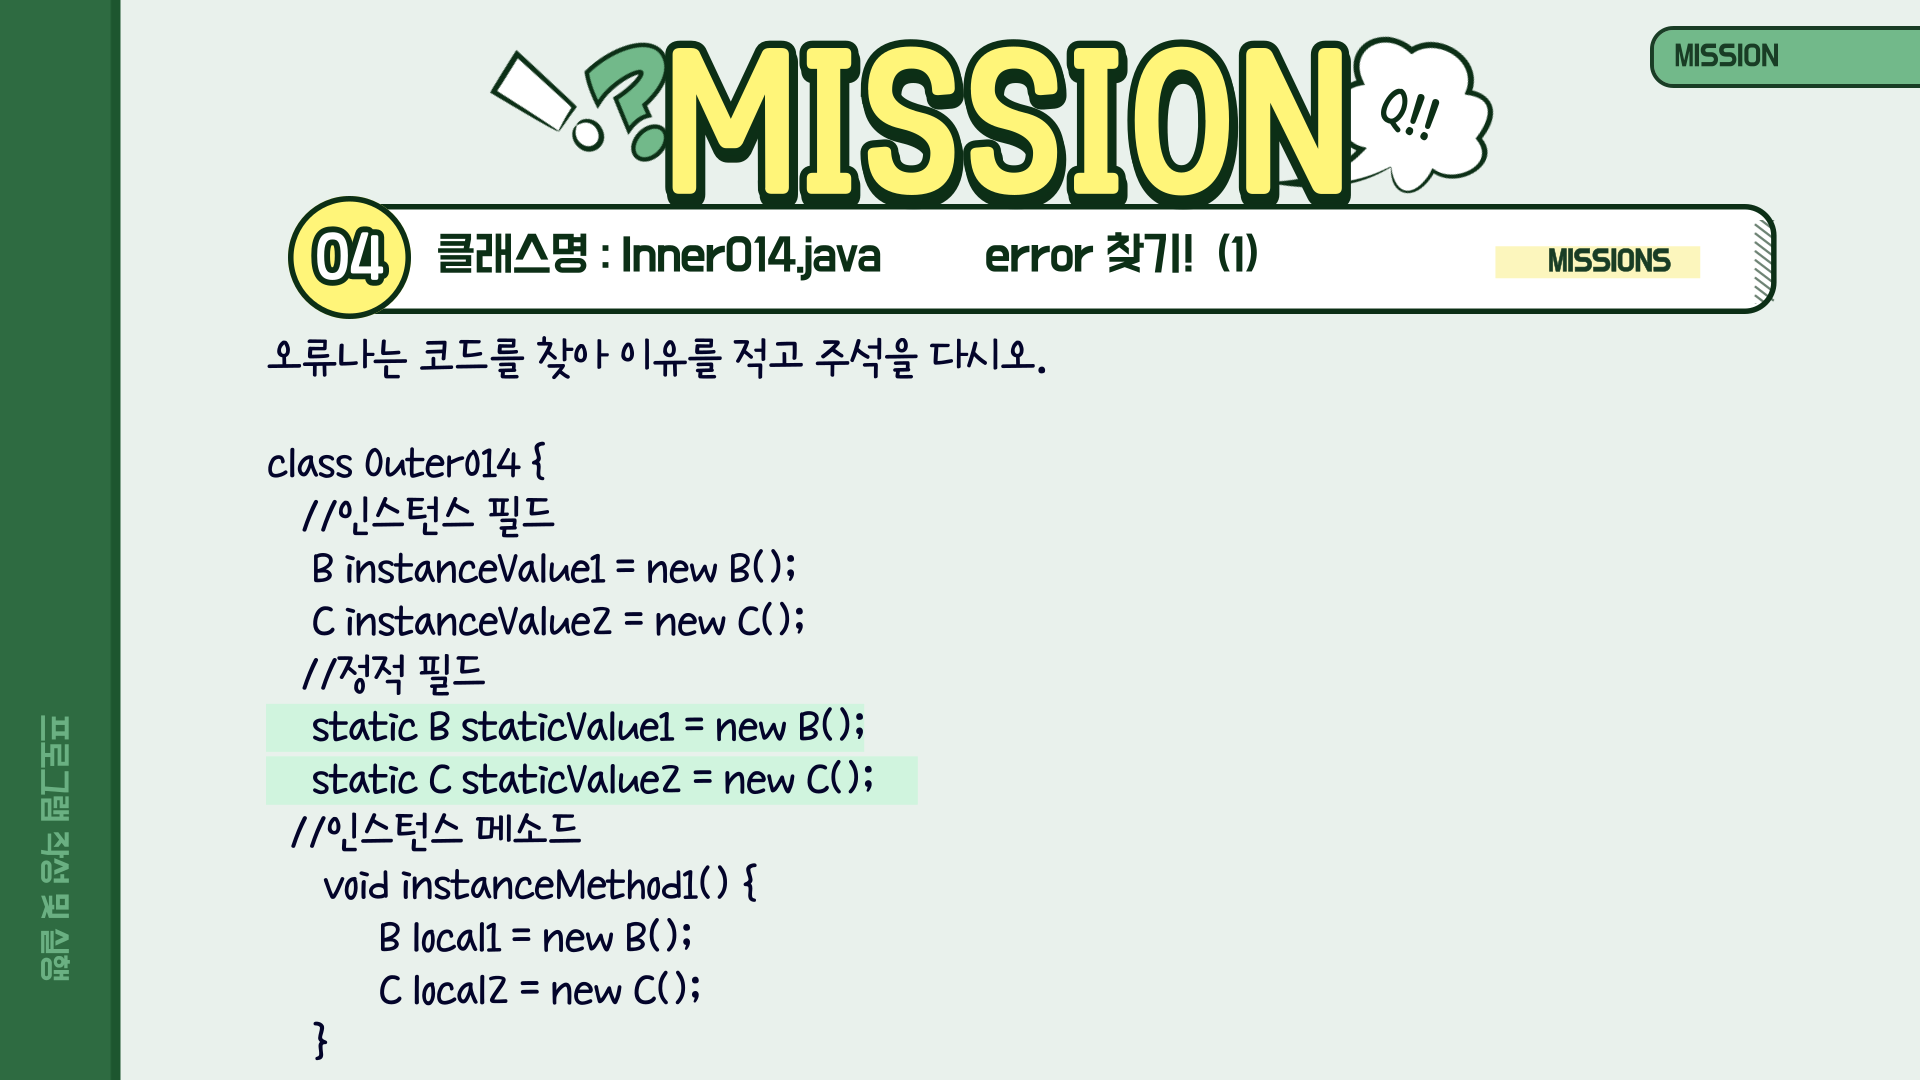 MISSION
!?
MISSION
Q!!
04
클래스명 : Inner014.java error 찾기! (1)
MISSIONS
오류나는 코드를 찾아 이유를 적고 주석을 다시오.
class Outer014 {
//인스턴스 필드
B instanceValue1 = new B();
C instanceValue2 = new C();
//정적 필드
static B staticValue1 = new B();
static C staticValue2 = new C();
//인스턴스 메소드
void instanceMethod1() {
B local1 = new B();
C local2 = new C();
}
프로그램 작성 및 실행